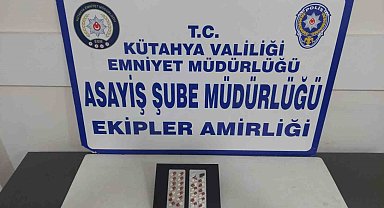 T.C.
KÜTAHYA VALİLİĞİ
EMNİYET MÜDÜRLÜĞÜ
ASAYİŞ ŞUBE MÜDÜRLÜĞÜ
EKİPLER AMİRLİĞİ